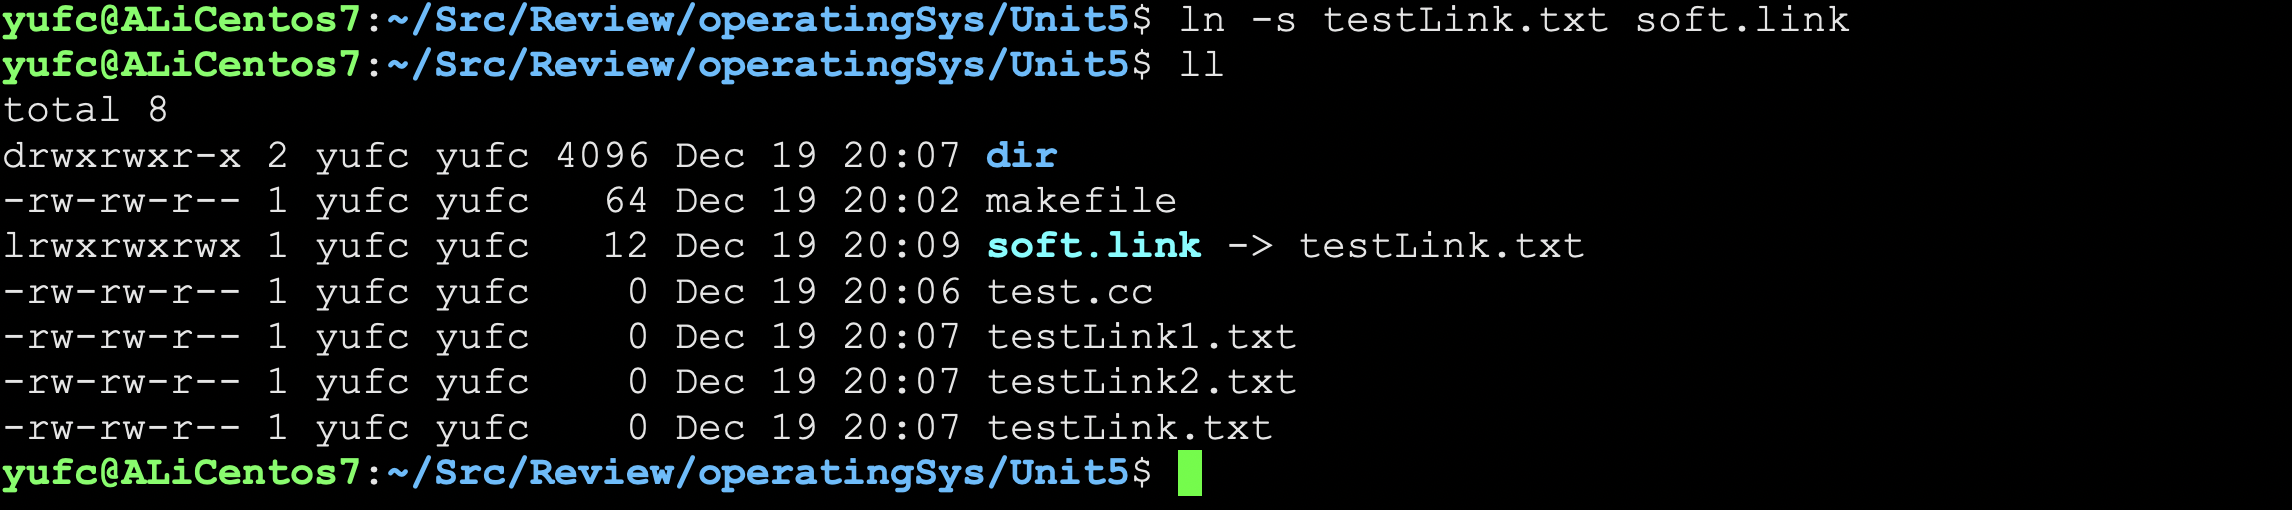 yufc@ALiCentos7:~/Src/Review/operatingSys/Unit5$ ln -s testLink.txt soft.link
yufc@ALiCentos7:~/Src/Review/operatingSys/Unit5$ ll
total 8
drwxrwxr-x 2 yufc yufc 4096 Dec 19 20:07 dir
-rw-rw-r-- 1 yufc yufc   64 Dec 19 20:02 makefile
lrwxrwxrwx 1 yufc yufc   12 Dec 19 20:09 soft.link -> testLink.txt
-rw-rw-r-- 1 yufc yufc    0 Dec 19 20:06 test.cc
-rw-rw-r-- 1 yufc yufc    0 Dec 19 20:07 testLink1.txt
-rw-rw-r-- 1 yufc yufc    0 Dec 19 20:07 testLink2.txt
-rw-rw-r-- 1 yufc yufc    0 Dec 19 20:07 testLink.txt
yufc@ALiCentos7:~/Src/Review/operatingSys/Unit5$